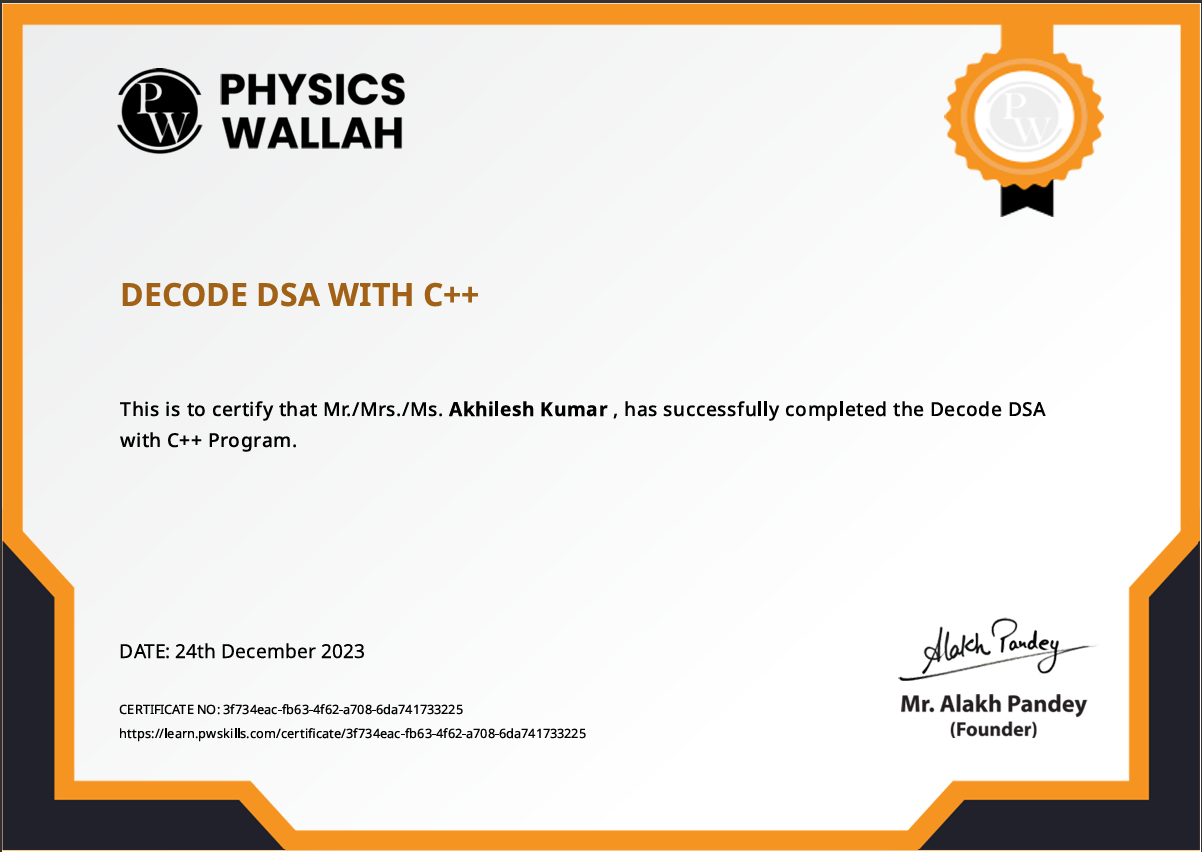 PW
PHYSICS
WALLAH
PW
DECODE DSA WITH C++
This is to certify that Mr./Mrs./Ms. Akhilesh Kumar , has successfully completed the Decode DSA
with C++ Program.
DATE: 24th December 2023
CERTIFICATE NO: 3f734eac-fb63-4f62-a708-6da741733225
https://learn.pwskills.com/certificate/3f734eac-fb63-4f62-a708-6da741733225
Alakh Pandey
Mr. Alakh Pandey
(Founder)